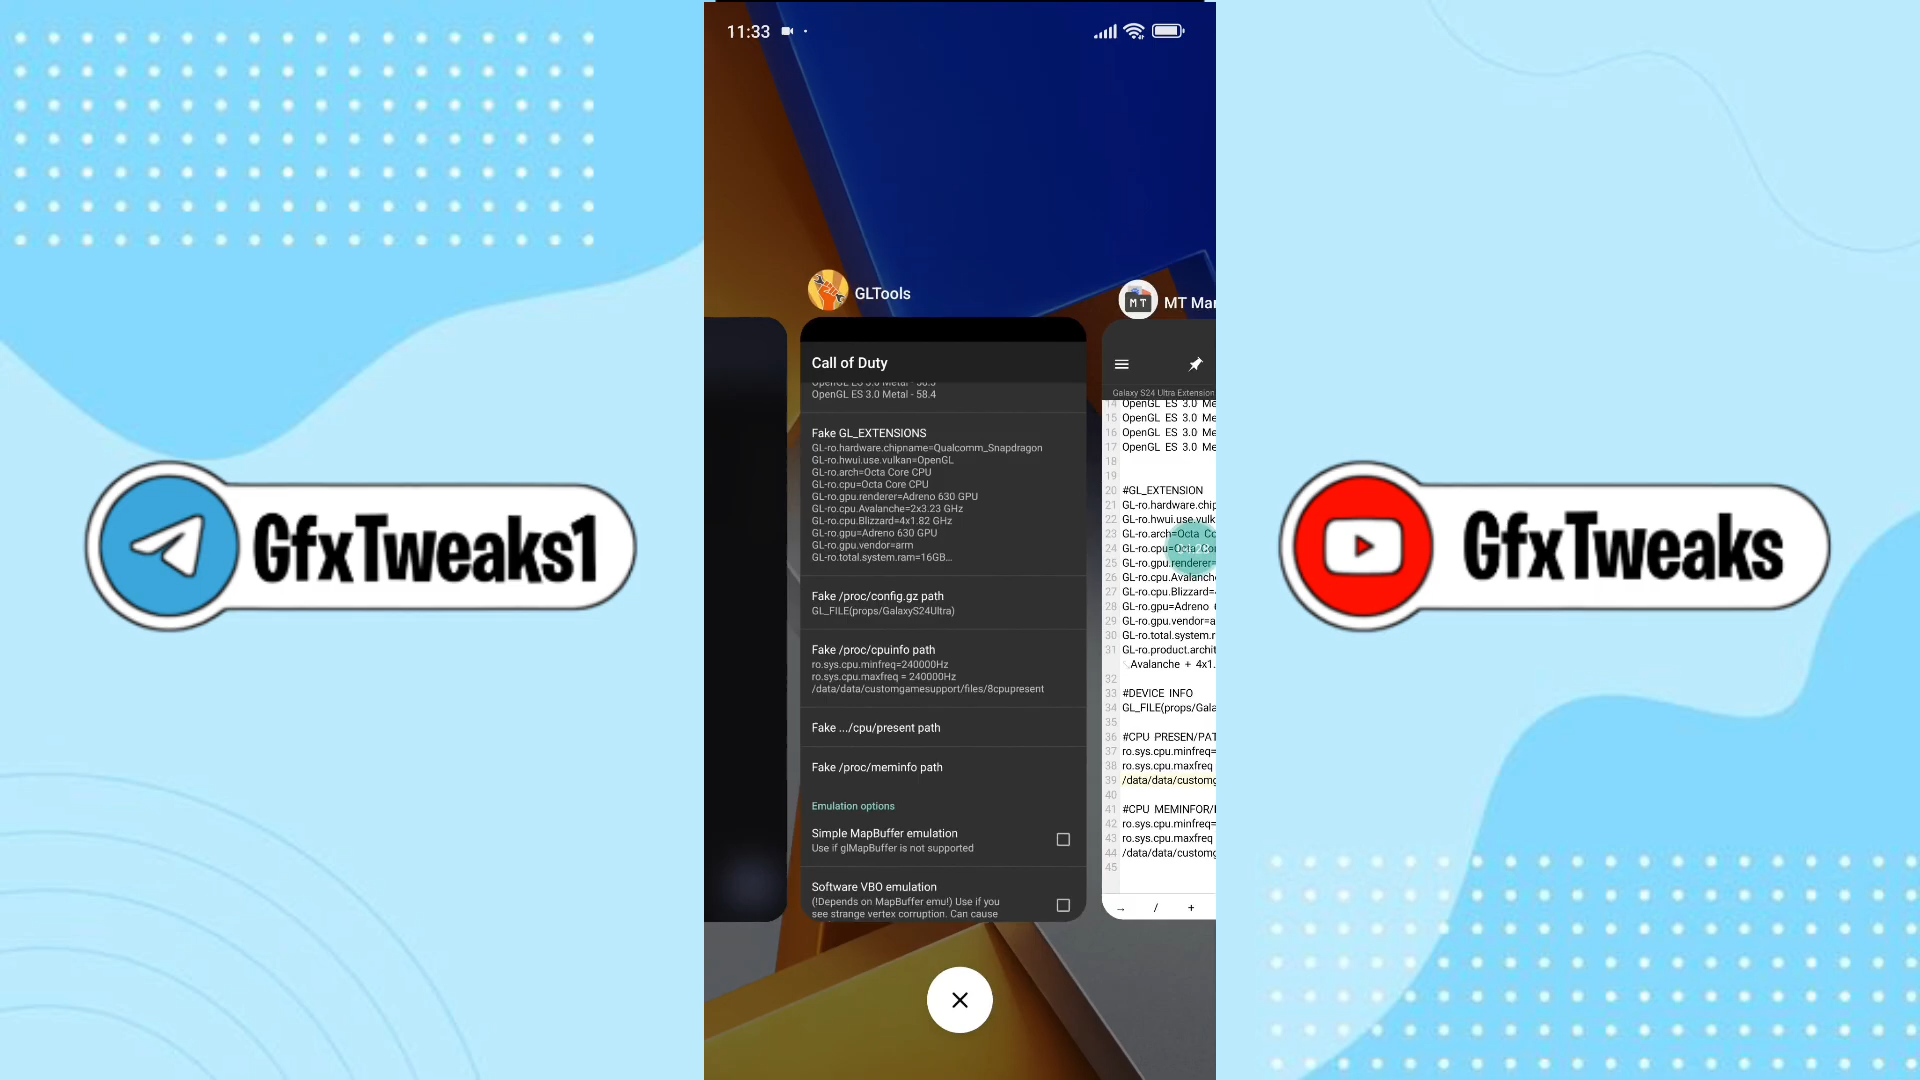 11:33
GfxTweaks1
GLTools
Call of Duty
OpenGL ES 3.0 Metal - 58.4
Fake GL_EXTENSIONS
GL-ro.hardware.chipname=Qualcomm_Snapdragon
GL-ro.hwui.use.vulkan=OpenGL
GL-ro.arch=Octa Core CPU
GL-ro.cpu=Octa Core CPU
GL-ro.gpu.renderer=Adreno 630 GPU
GL-ro.cpu.Avalanche=2x3.23 GHz
GL-ro.cpu.Blizzard=4x1.82 GHz
GL-ro.gpu=Adreno 630 GPU
GL-ro.gpu.vendor=arm
GL-ro.total.system.ram=16GB...
Fake /proc/config.gz path
GL_FILE(props/GalaxyS24Ultra)
Fake /proc/cpuinfo path
ro.sys.cpu.minfreq=240000Hz
ro.sys.cpu.maxfreq = 240000Hz
/data/data/customgamesupport/files/8cpupresent
Fake .../cpu/present path
Fake /proc/meminfo path
Emulation options
Simple MapBuffer emulation
Use if glMapBuffer is not supported
Software VBO emulation
(!Depends on MapBuffer emu!) Use if you
see strange vertex corruption. Can cause
MT Mar
Galaxy S24 Ultra Extension
14 OpenGL ES 3.0 Me
15 OpenGL ES 3.0 Me
16 OpenGL ES 3.0 Me
17 OpenGL ES 3.0 Me
18
19
20 #GL_EXTENSION
21 GL-ro.hardware.chip
22 GL-ro.hwui.use.vulk
23 GL-ro.arch=Octa Co
24 GL-ro.cpu=Octa Cor
25 GL-ro.gpu.renderer=
26 GL-ro.cpu.Avalanche
27 GL-ro.cpu.Blizzard=
28 GL-ro.gpu=Adreno
29 GL-ro.gpu.vendor=a
30 GL-ro.total.system.r
31 GL-ro.product.archit
Avalanche + 4x1.
32
33 #DEVICE INFO
34 GL_FILE(props/Gala
35
36 #CPU PRESEN/PAT
37 ro.sys.cpu.minfreq=
38 ro.sys.cpu.maxfreq
39 /data/data/custom
40
41 #CPU MEMINFOR/
42 ro.sys.cpu.minfreq=
43 ro.sys.cpu.maxfreq
44 /data/data/custom
45
→ / +
GfxTweaks